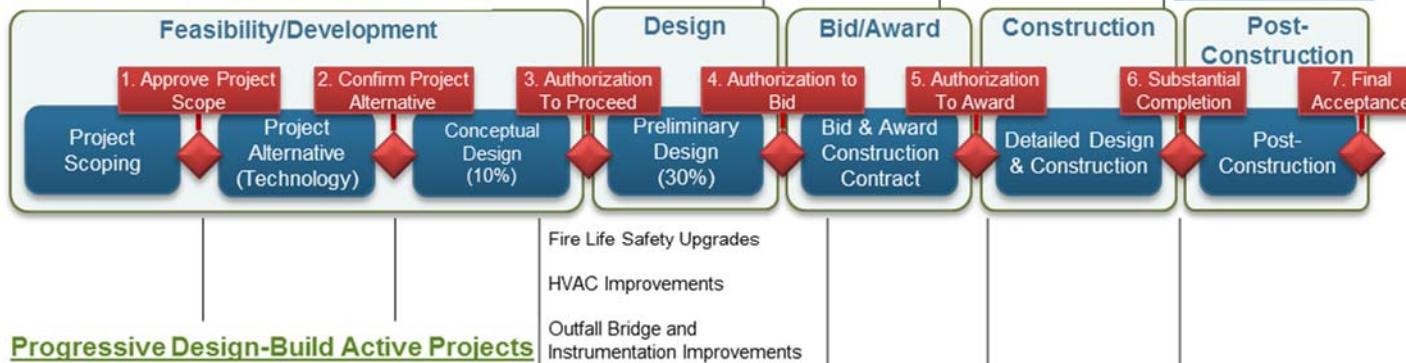 Feasibility/Development
Design
Bid/Award
Construction
Post-
Construction
1. Approve Project
Scope
2. Confirm Project
Alternative
3. Authorization
To Proceed
4. Authorization to
Bid
5. Authorization
To Award
6. Substantial
Completion
7. Final
Acceptance
Project
Scoping
Project
Alternative
(Technology)
Conceptual
Design
(10%)
Preliminary
Design
(30%)
Bid & Award
Construction
Contract
Detailed Design
& Construction
Post-
Construction
Fire Life Safety Upgrades
HVAC Improvements
Outfall Bridge and
Instrumentation Improvements
Progressive Design-Build Active Projects